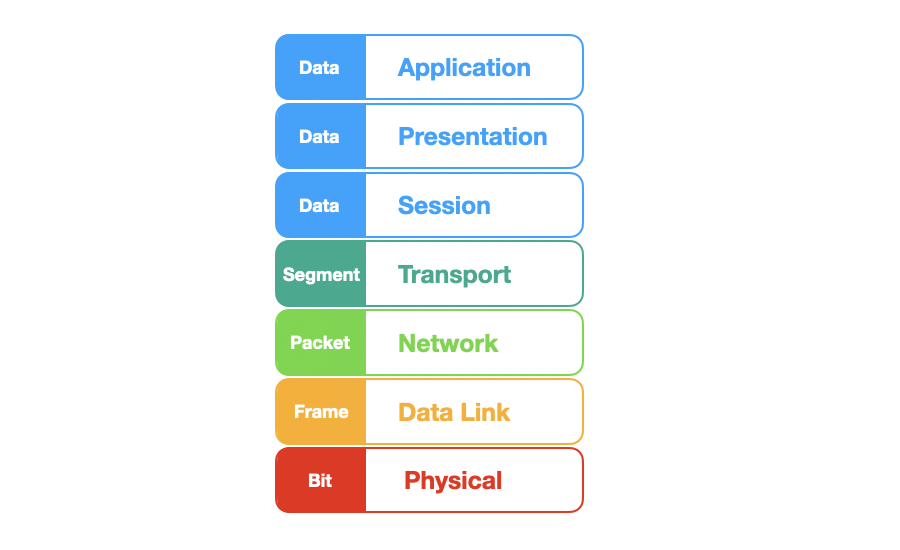 Data Application
Data Presentation
Data Session
Segment Transport
Packet Network
Frame Data Link
Bit Physical